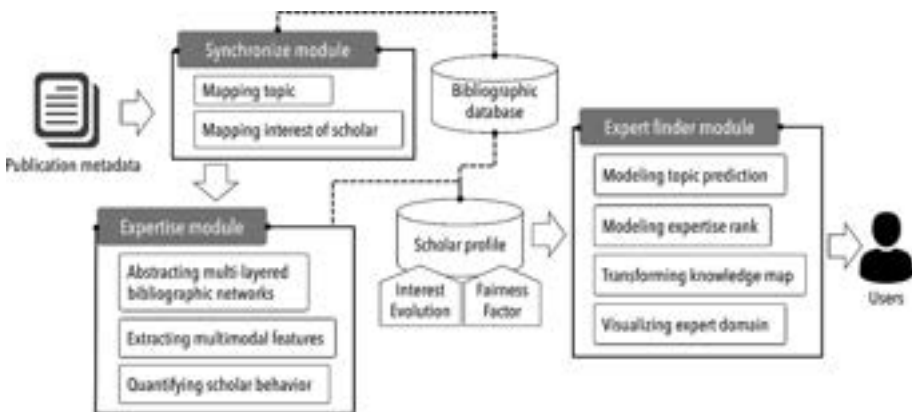 Synchronize module
Mapping topic
Mapping interest of scholar
Publication metadata
Bibliographic
database
Expertise module
Abstracting multi-layered
bibliographic networks
Extracting multimodal features
Quantifying scholar behavior
Scholar profile
Interest
Evolution
Fairness
Factor
Expert finder module
Modeling topic prediction
Modeling expertise rank
Transforming knowledge map
Visualizing expert domain
Users